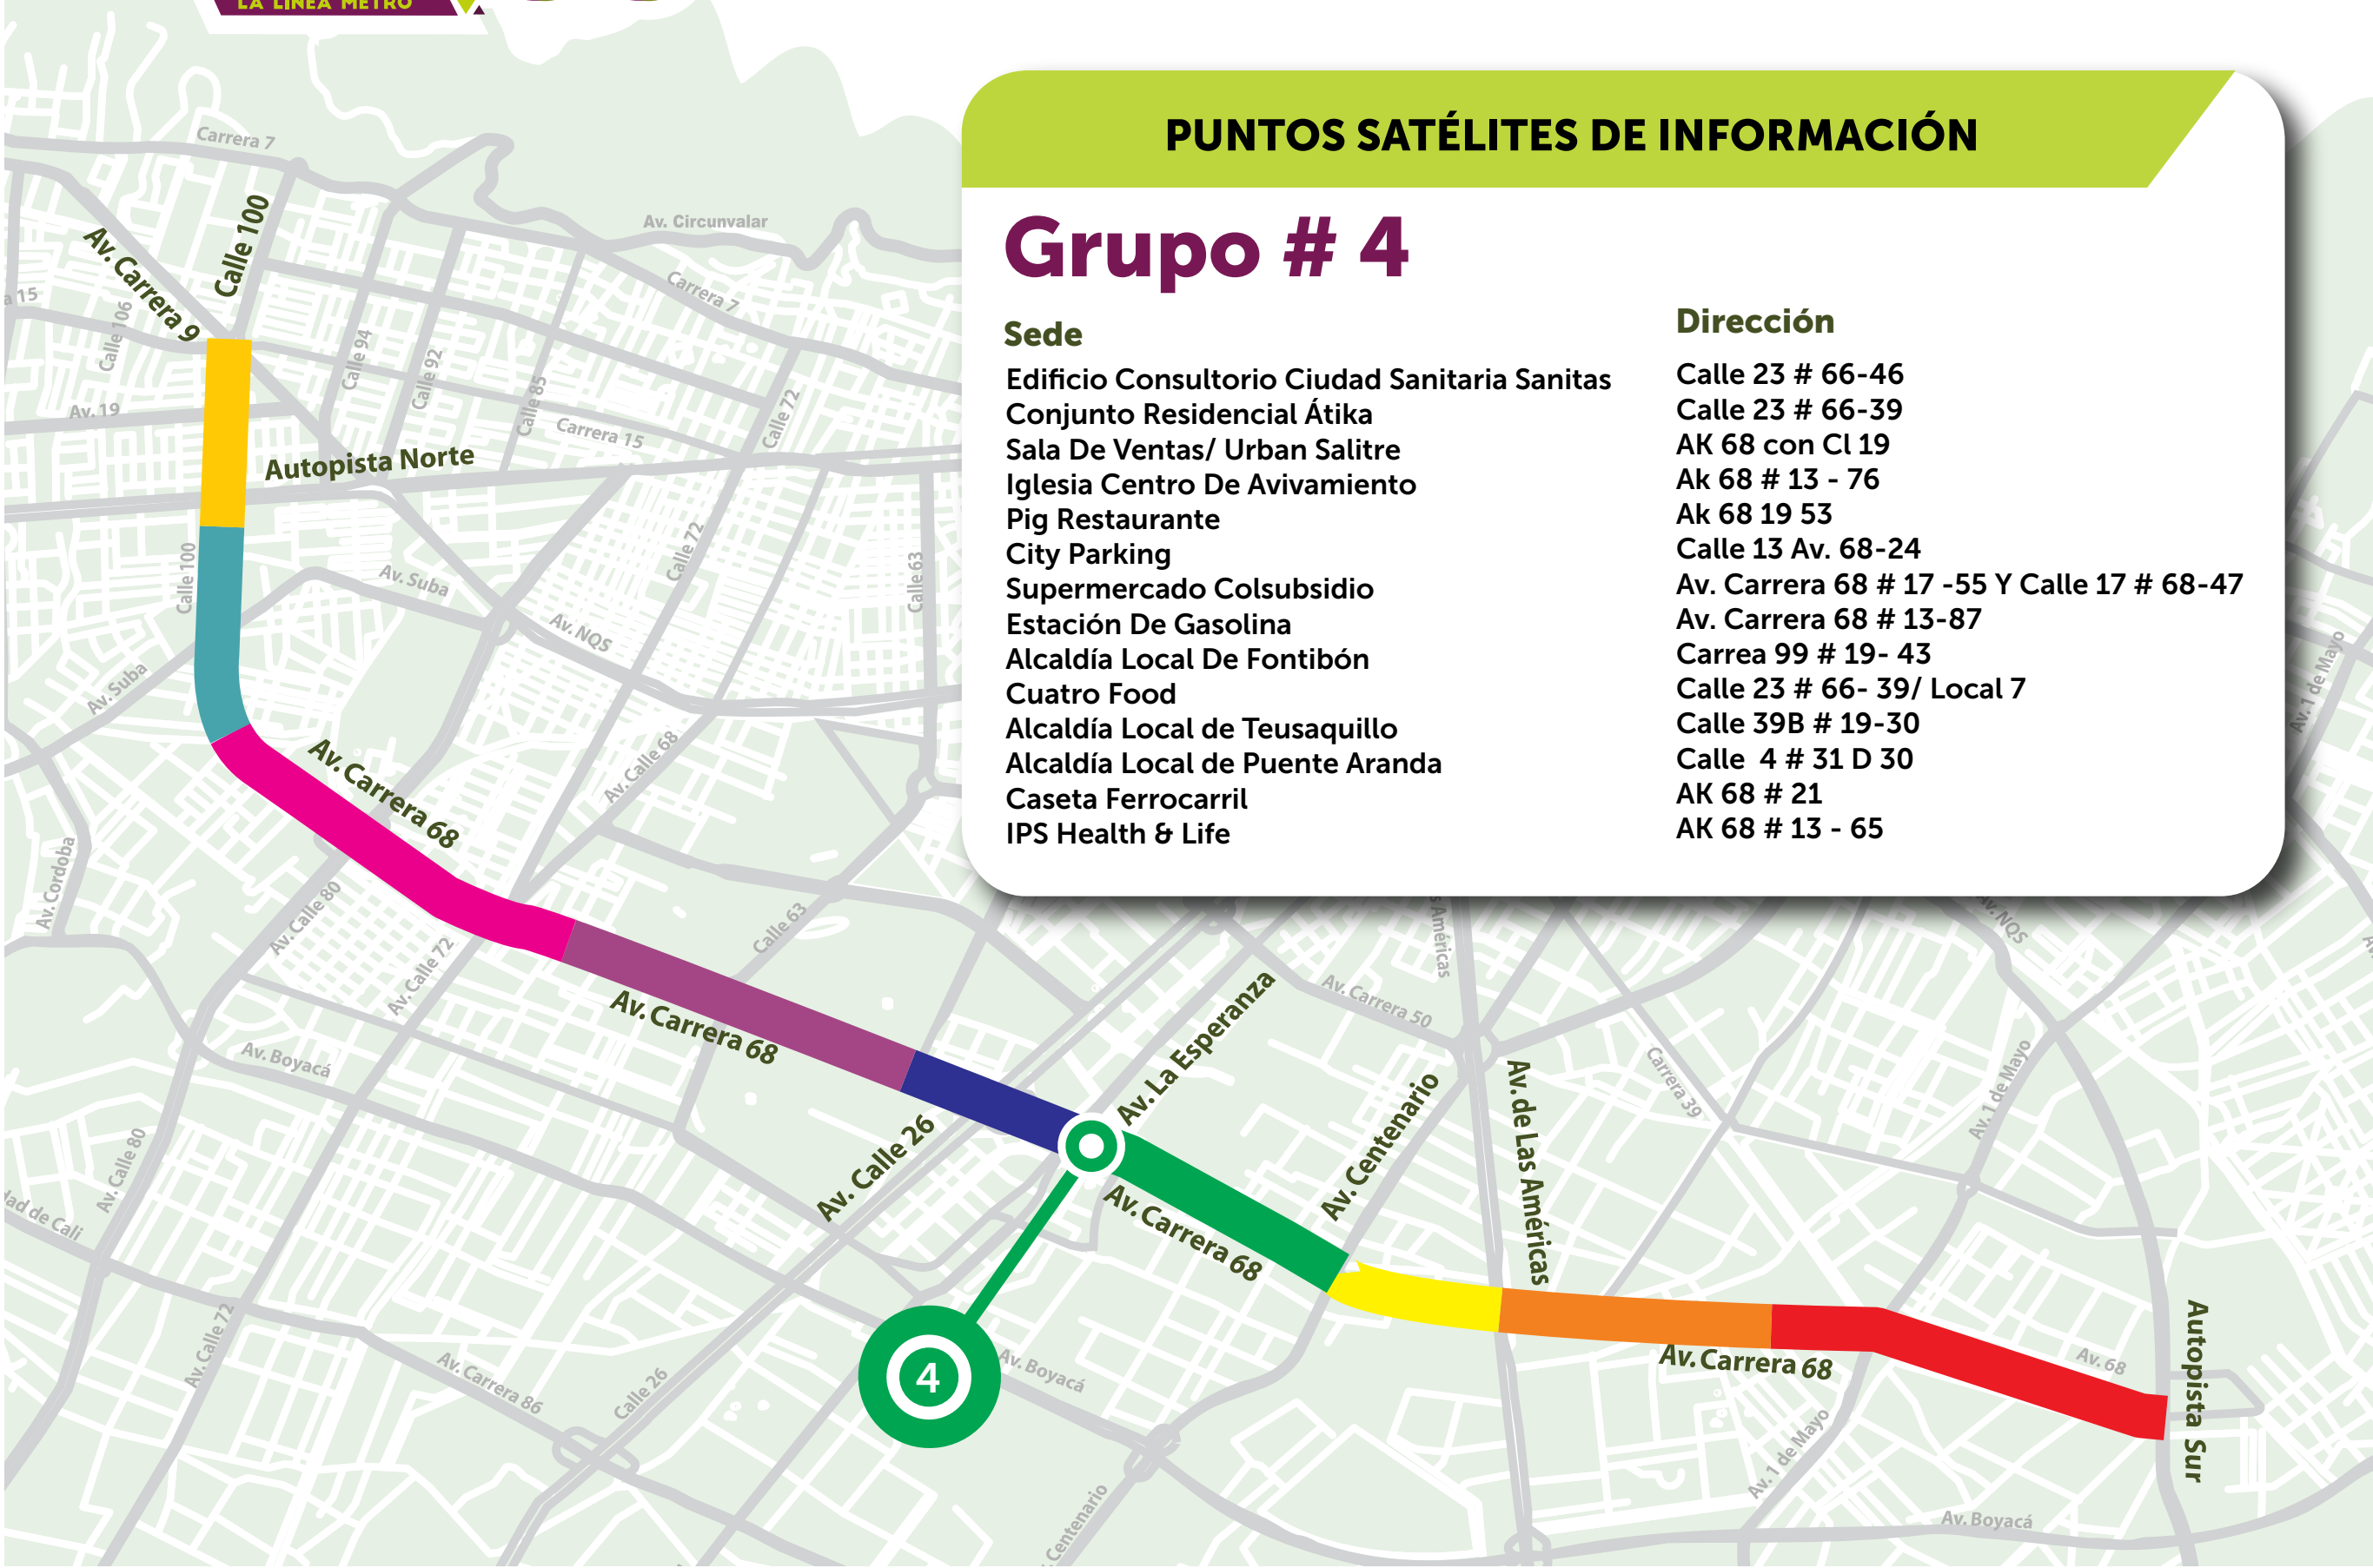 LA LÍNEA METRO
PUNTOS SATÉLITES DE INFORMACIÓN
Grupo # 4
Sede
Dirección
Edificio Consultorio Ciudad Sanitaria Sanitas
Calle 23 # 66-46
Conjunto Residencial Átika
Calle 23 # 66-39
Sala De Ventas/ Urban Salitre
AK 68 con Cl 19
Iglesia Centro De Avivamiento
Ak 68 # 13 - 76
Pig Restaurante
Ak 68 19 53
City Parking
Calle 13 Av. 68-24
Supermercado Colsubsidio
Av. Carrera 68 # 17 -55 Y Calle 17 # 68-47
Estación De Gasolina
Av. Carrera 68 # 13-87
Alcaldía Local De Fontibón
Carrea 99 # 19- 43
Cuatro Food
Calle 23 # 66- 39/ Local 7
Alcaldía Local de Teusaquillo
Calle 39B # 19-30
Alcaldía Local de Puente Aranda
Calle 4 # 31 D 30
Caseta Ferrocarril
AK 68 # 21
IPS Health & Life
AK 68 # 13 - 65
Carrera 7
Calle 100
Av. Circunvalar
Av. Carrera 9
Carrera 7
a 15
Calle 106
Calle 94
Calle 92
Calle 85
Calle 72
Av. 19
Carrera 15
Autopista Norte
Calle 100
Av. Suba
Calle 72
Calle 63
Av. NQS
Av. Suba
Av. 1 de Mayo
Av. Carrera 68
Av. Calle 68
Av. Cordoba
Av. Calle 80
Av. Calle 72
Calle 63
s Américas
Av. NQS
Av. Carrera 68
Av. La Esperanza
Av. Carrera 50
Av. Boyacá
Av. Calle 26
Av. Centenario
Av. de Las Américas
Carrera 39
Av. 1 de Mayo
Av. Calle 80
dad de Cali
Av. Carrera 68
Av. Calle 72
Av. Carrera 86
Calle 26
4
Av. Boyacá
Av. Carrera 68
Av. 68
Autopista Sur
Av. 1 de Mayo
Centenario
Av. Boyacá